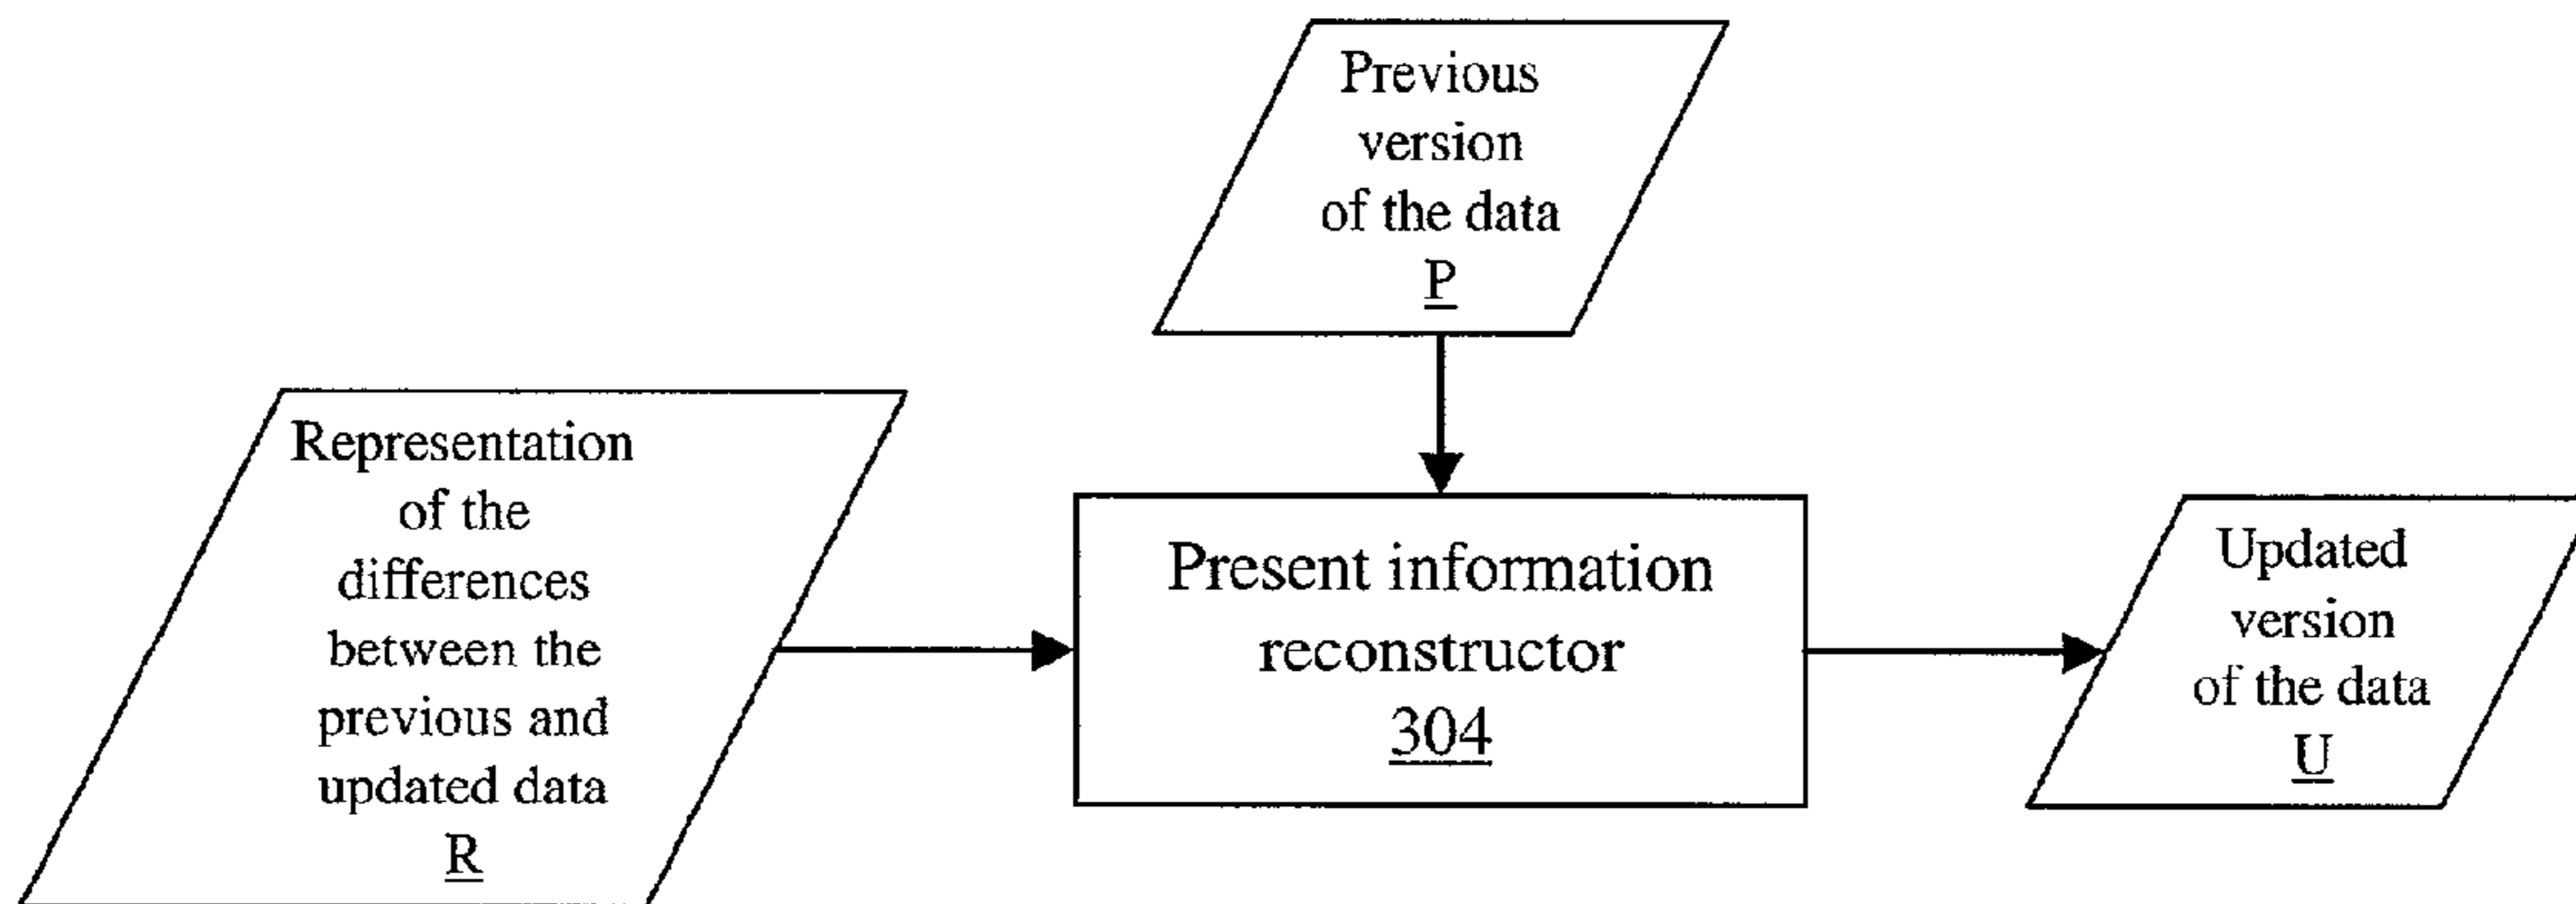 Previous
version
of the data
P
Representation
of the
differences
between the
previous and
updated data
R
Present information
reconstructor
304
Updated
version
of the data
U